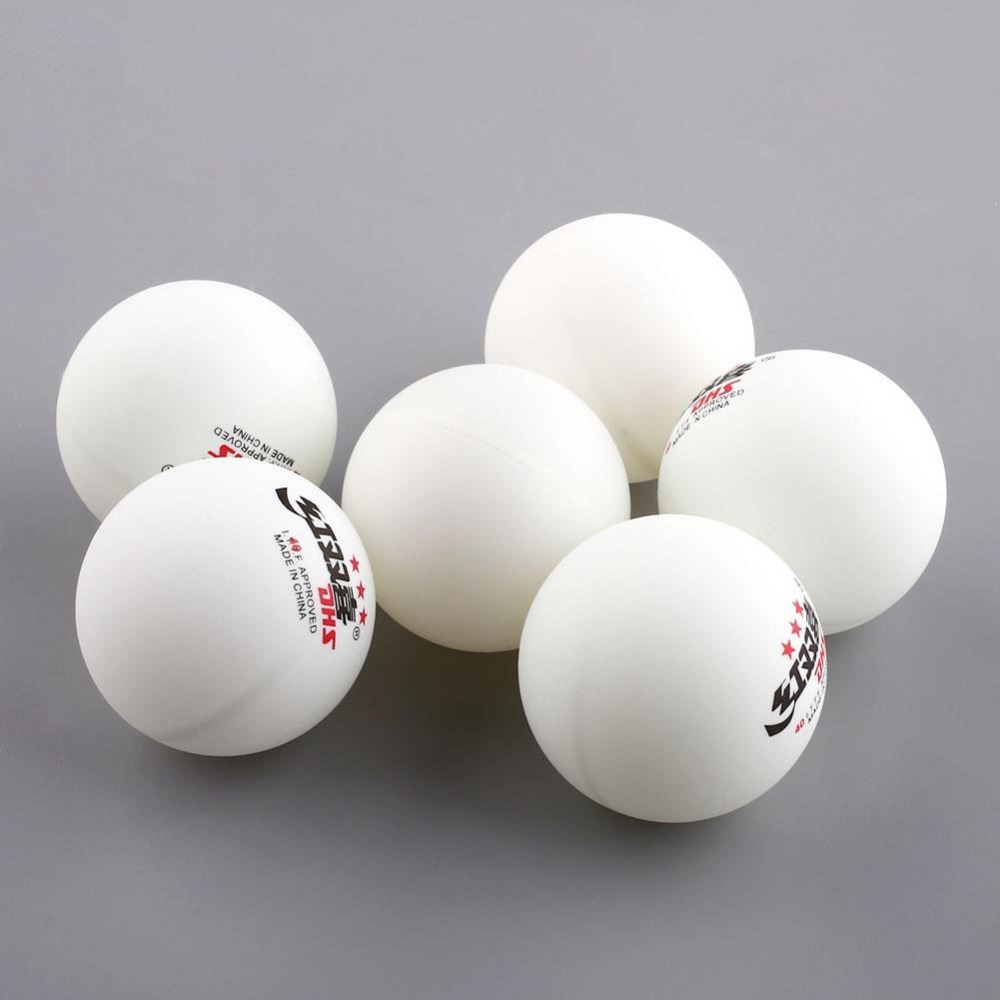 MADE IN CHINA
I.T.T.F. APPROVED
DHS
I.T.T.F APPROVED
MADE IN CHINA
红双喜
★★★
DHS
®
40
I.T.T.F APPROVED
MADE IN CHINA
★★★
红双喜
DHS
40